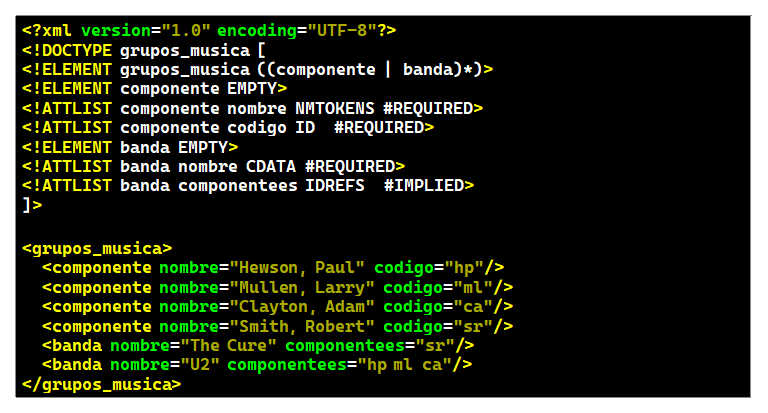 <?xml version="1.0" encoding="UTF-8"?>
<!DOCTYPE grupos_musica [
<!ELEMENT grupos_musica ((componente | banda)*)>
<!ELEMENT componente EMPTY>
<!ATTLIST componente nombre NMTOKENS #REQUIRED>
<!ATTLIST componente codigo ID  #REQUIRED>
<!ELEMENT banda EMPTY>
<!ATTLIST banda nombre CDATA #REQUIRED>
<!ATTLIST banda componentees IDREFS  #IMPLIED>
]>

<grupos_musica>
  <componente nombre="Hewson, Paul" codigo="hp"/>
  <componente nombre="Mullen, Larry" codigo="ml"/>
  <componente nombre="Clayton, Adam" codigo="ca"/>
  <componente nombre="Smith, Robert" codigo="sr"/>
  <banda nombre="The Cure" componentees="sr"/>
  <banda nombre="U2" componentees="hp ml ca"/>
</grupos_musica>